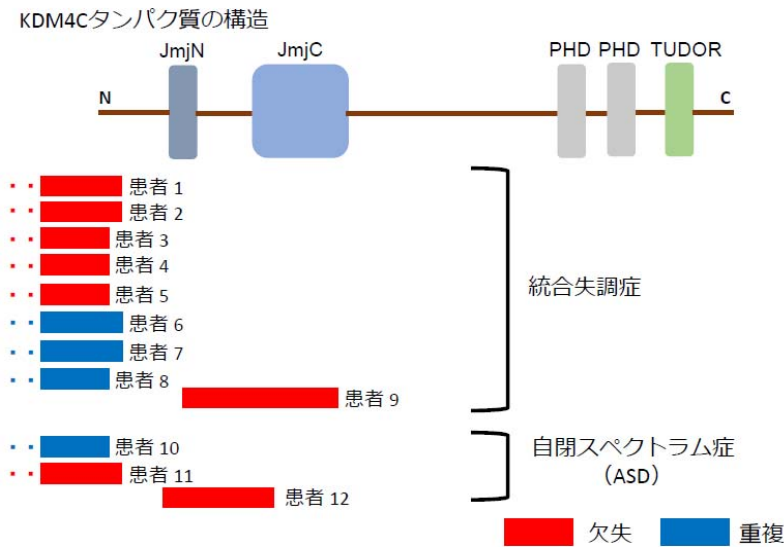 KDM4Cタンパク質の構造
JmjN
JmjC
PHD PHD TUDOR
N
C
患者 1
患者 2
患者 3
患者 4
患者 5
患者 6
患者 7
患者 8
患者 9
統合失調症
患者 10
患者 11
患者 12
自閉スペクトラム症
（ASD）
欠失
重複